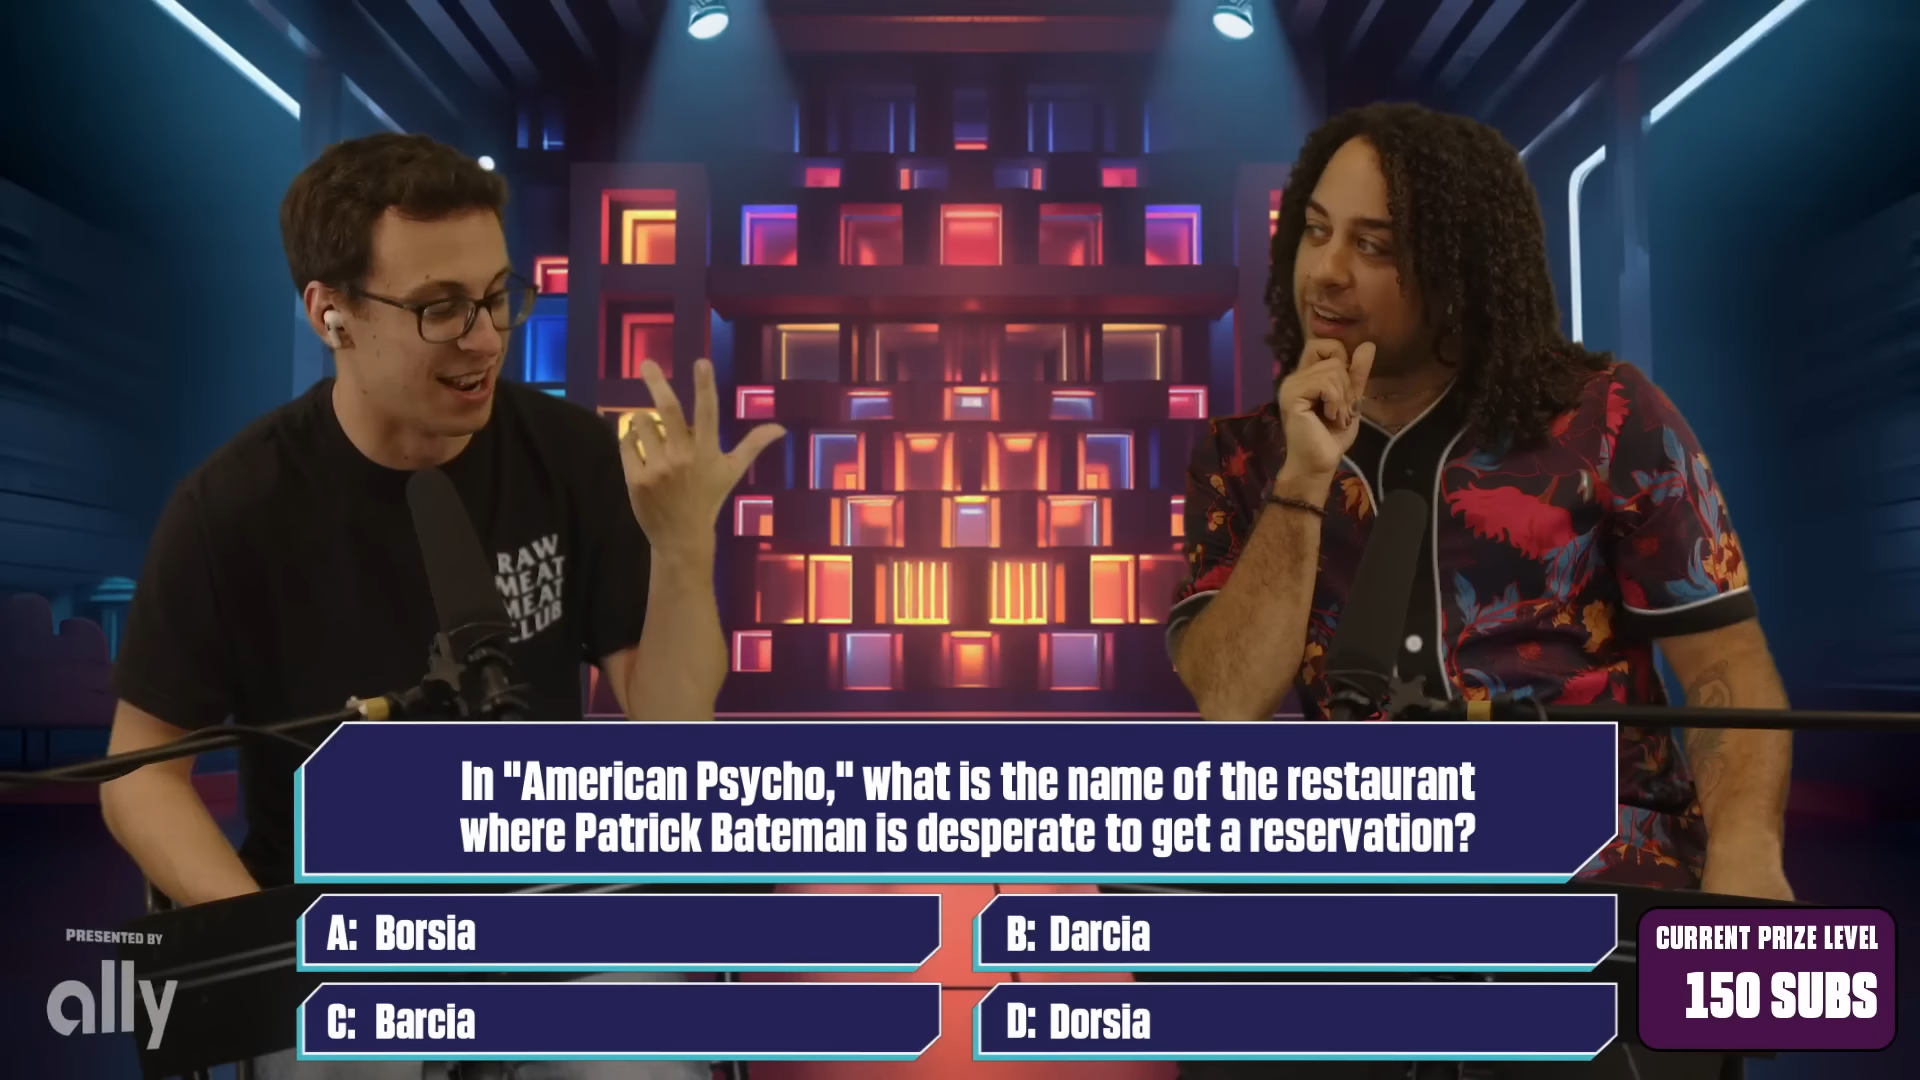 RAW
MEAT
MEAT
CLUB
In "American Psycho," what is the name of the restaurant
where Patrick Bateman is desperate to get a reservation?
A: Borsia
B: Darcia
C: Barcia
D: Dorsia
PRESENTED BY
ally
CURRENT PRIZE LEVEL
150 SUBS